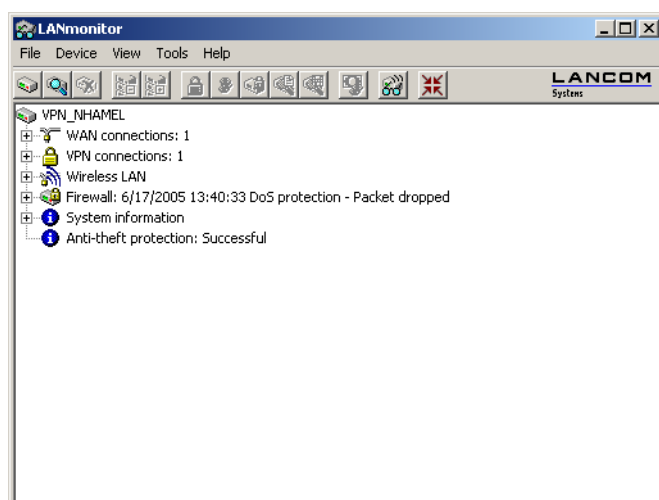 LANmonitor
File Device View Tools Help
LANCOM
Systems
VPN_NHAMEL
WAN connections: 1
VPN connections: 1
Wireless LAN
Firewall: 6/17/2005 13:40:33 DoS protection - Packet dropped
System information
Anti-theft protection: Successful